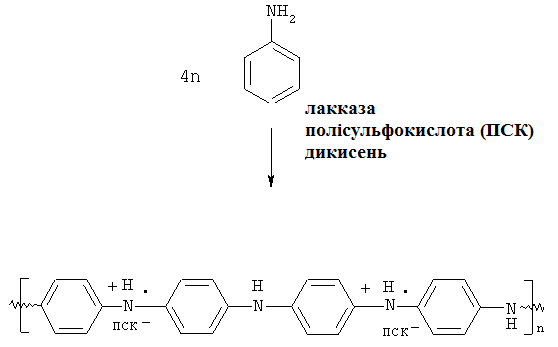 NH2
4n
лакказа
полісульфокислота (ПСК)
дикисень
+ H · H + H ·
N N N N
ПСК− ПСК− H n